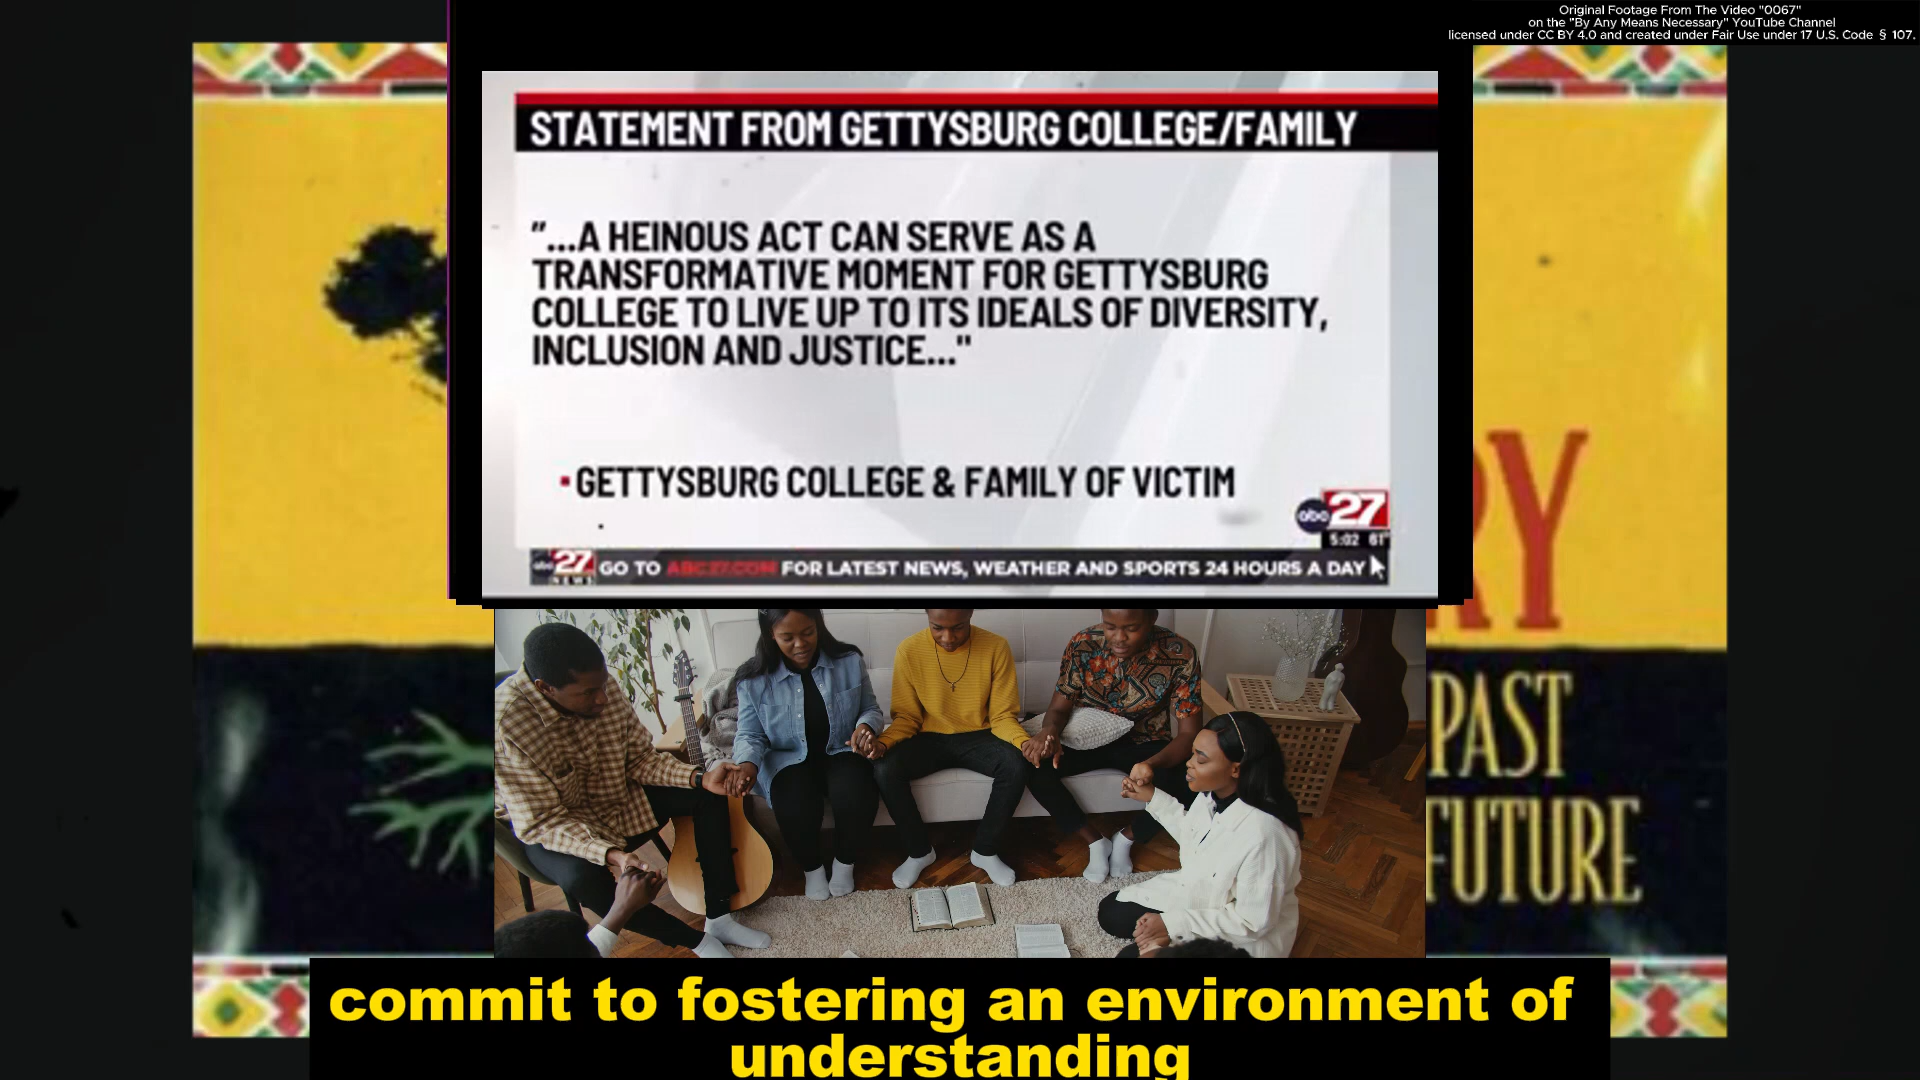 Original Footage From The Video "0067"
on the "By Any Means Necessary" YouTube Channel
licensed under CC BY 4.0 and created under Fair Use under 17 U.S. Code § 107.
STATEMENT FROM GETTYSBURG COLLEGE/FAMILY
"...A HEINOUS ACT CAN SERVE AS A
TRANSFORMATIVE MOMENT FOR GETTYSBURG
COLLEGE TO LIVE UP TO ITS IDEALS OF DIVERSITY,
INCLUSION AND JUSTICE..."
GETTYSBURG COLLEGE & FAMILY OF VICTIM
abc 27
5:02 61°
abc 27 NEWS GO TO ABC27.COM FOR LATEST NEWS, WEATHER AND SPORTS 24 HOURS A DAY
RY
PAST
FUTURE
commit to fostering an environment of
understanding